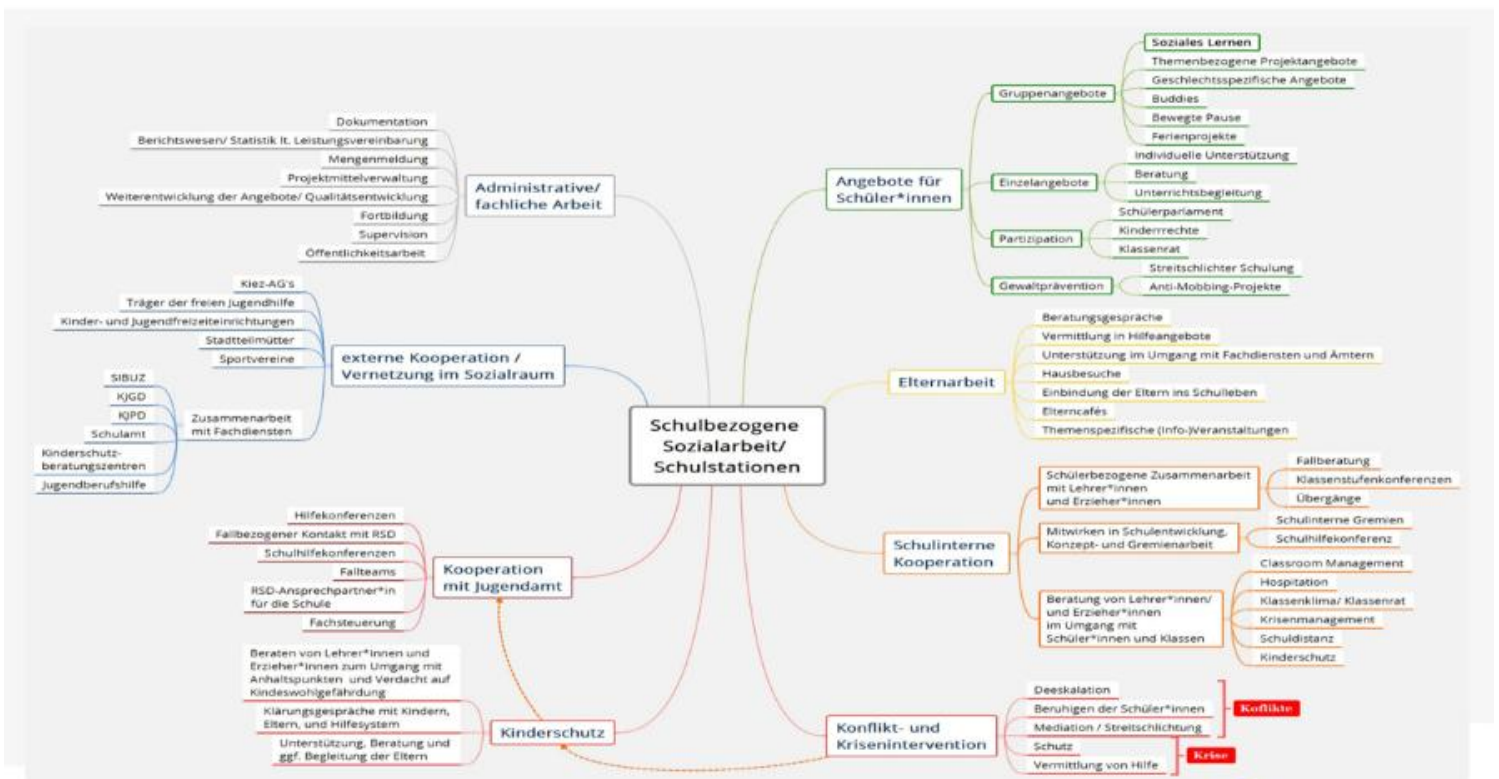 Schulbezogene
Sozialarbeit/
Schulstationen
Administrative/
fachliche Arbeit
Dokumentation
Berichtswesen/ Statistik lt. Leistungsvereinbarung
Mengenmeldung
Projektmittelverwaltung
Weiterentwicklung der Angebote/ Qualitätsentwicklung
Fortbildung
Supervision
Öffentlichkeitsarbeit
externe Kooperation /
Vernetzung im Sozialraum
Kiez-AG's
Träger der freien Jugendhilfe
Kinder- und Jugendfreizeiteinrichtungen
Stadtteilmütter
Sportvereine
Zusammenarbeit
mit Fachdiensten
SIBUZ
KJGD
KJPD
Schulamt
Kinderschutz-
beratungszentren
Jugendberufshilfe
Kooperation
mit Jugendamt
Hilfekonferenzen
Fallbezogener Kontakt mit RSD
Schulhilfekonferenzen
Fallteams
RSD-Ansprechpartner*in
für die Schule
Fachsteuerung
Kinderschutz
Beraten von Lehrer*innen und
Erzieher*innen zum Umgang mit
Anhaltspunkten und Verdacht auf
Kindeswohlgefährdung
Klärungsgespräche mit Kindern,
Eltern, und Hilfesystem
Unterstützung, Beratung und
ggf. Begleitung der Eltern
Angebote für
Schüler*innen
Gruppenangebote
Soziales Lernen
Themenbezogene Projektangebote
Geschlechtsspezifische Angebote
Buddies
Bewegte Pause
Ferienprojekte
Einzelangebote
Individuelle Unterstützung
Beratung
Unterrichtsbegleitung
Partizipation
Schülerparlament
Kinderrrechte
Klassenrat
Gewaltprävention
Streitschlichter Schulung
Anti-Mobbing-Projekte
Elternarbeit
Beratungsgespräche
Vermittlung in Hilfeangebote
Unterstützung im Umgang mit Fachdiensten und Ämtern
Hausbesuche
Einbindung der Eltern ins Schulleben
Elterncafés
Themenspezifische (Info-)Veranstaltungen
Schulinterne
Kooperation
Schülerbezogene Zusammenarbeit
mit Lehrer*innen
und Erzieher*innen
Fallberatung
Klassenstufenkonferenzen
Übergänge
Mitwirken in Schulentwicklung,
Konzept- und Gremienarbeit
Schulinterne Gremien
Schulhilfekonferenz
Beratung von Lehrer*innen/
und Erzieher*innen
im Umgang mit
Schüler*innen und Klassen
Classroom Management
Hospitation
Klassenklima/ Klassenrat
Krisenmanagement
Schuldistanz
Kinderschutz
Konflikt- und
Krisenintervention
Deeskalation
Beruhigen der Schüler*innen
Mediation / Streitschlichtung
Schutz
Vermittlung von Hilfe
Koflikte
Krise